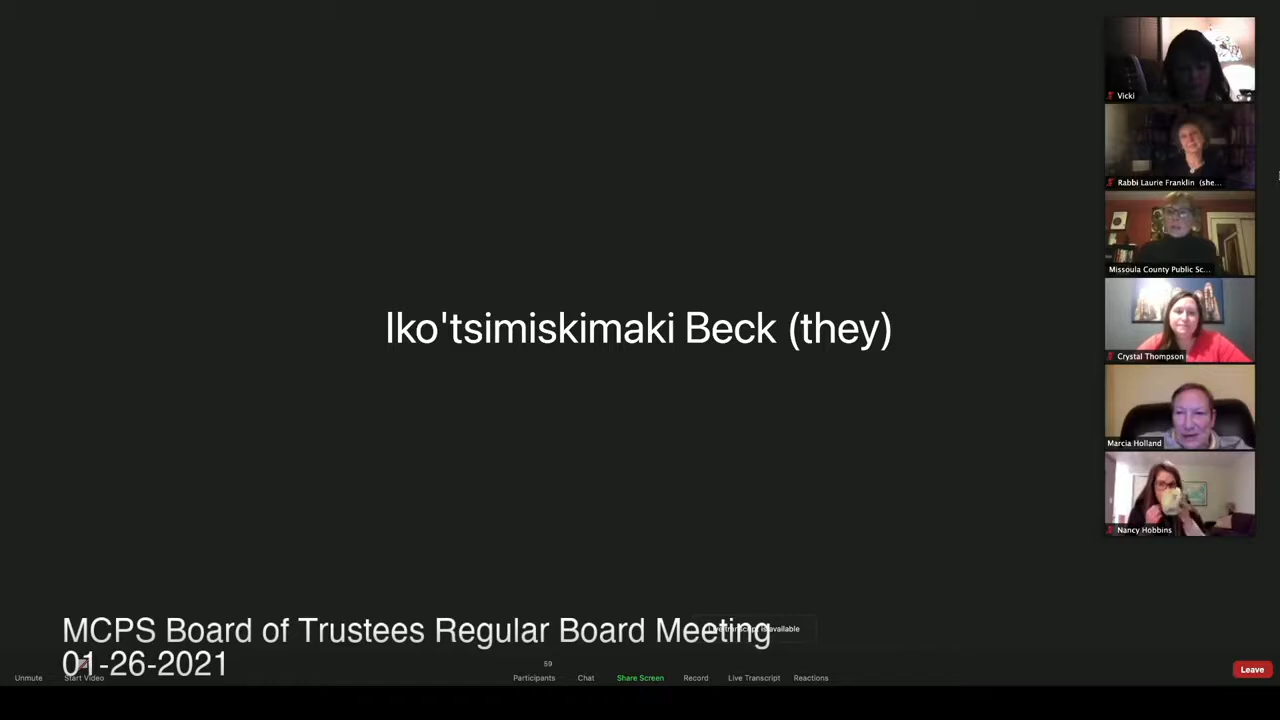 Vicki
Rabbi Laurie Franklin (she...
Missoula County Public Sc...
Iko'tsimiskimaki Beck (they)
Crystal Thompson
Marcia Holland
Nancy Hobbins
MCPS Board of Trustees Regular Board Meeting
available
01-26-2021
59
Unmute
Start Video
Participants
Chat
Share Screen
Record
Live Transcript
Reactions
Leave